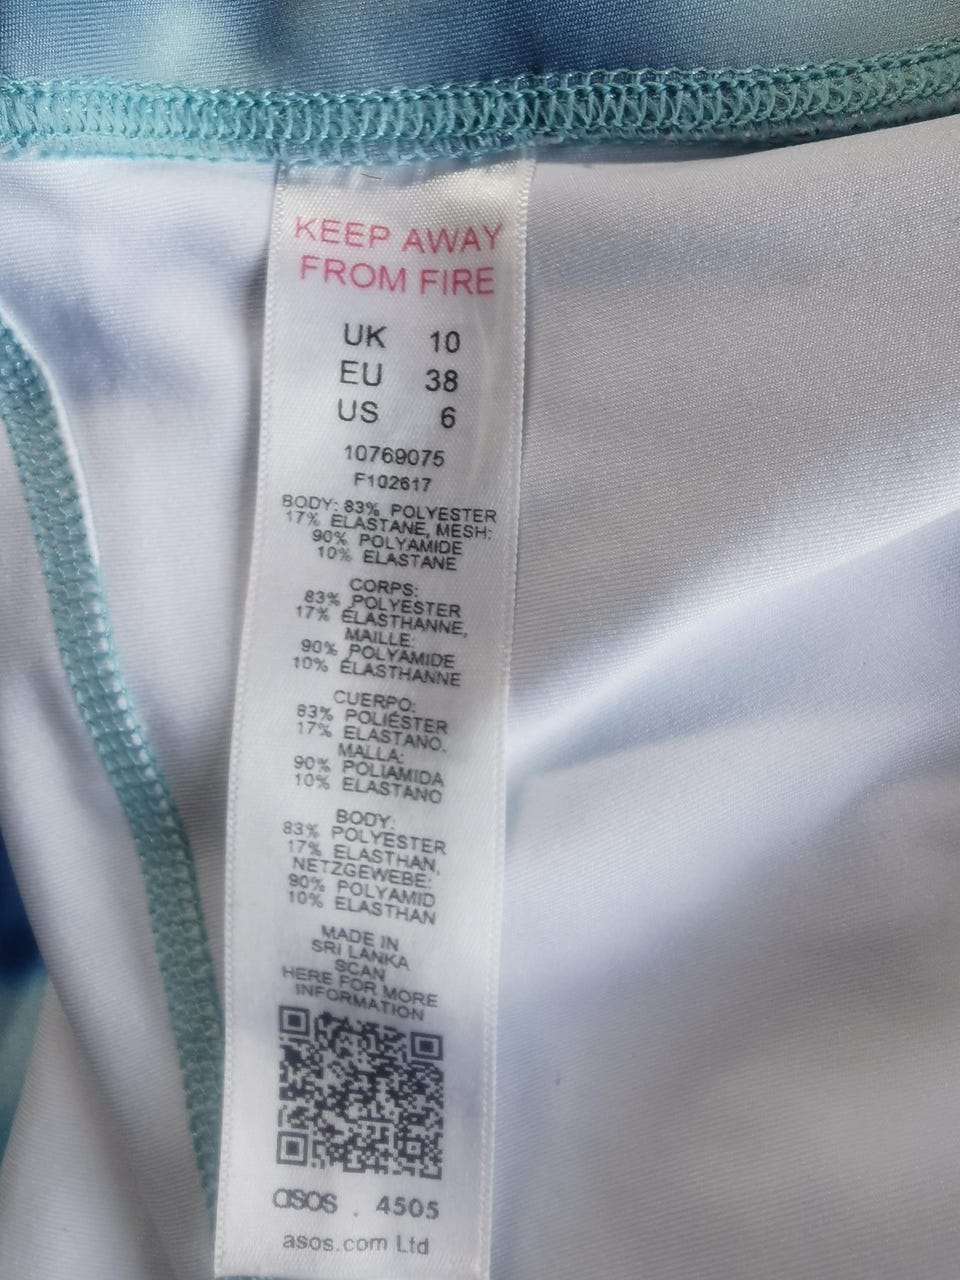 KEEP AWAY
FROM FIRE
UK 10
EU 38
US 6
10769075
F102617
BODY: 83% POLYESTER
17% ELASTANE, MESH:
90% POLYAMIDE
10% ELASTANE
CORPS:
83% POLYESTER
17% ÉLASTHANNE,
MAILLE:
90% POLYAMIDE
10% ÉLASTHANNE
CUERPO:
83% POLIÉSTER
17% ELASTANO,
MALLA:
90% POLIAMIDA
10% ELASTANO
BODY:
83% POLYESTER
17% ELASTHAN,
NETZGEWEBE:
90% POLYAMID
10% ELASTHAN
MADE IN
SRI LANKA
SCAN
HERE FOR MORE
INFORMATION
asos . 4505
asos.com Ltd